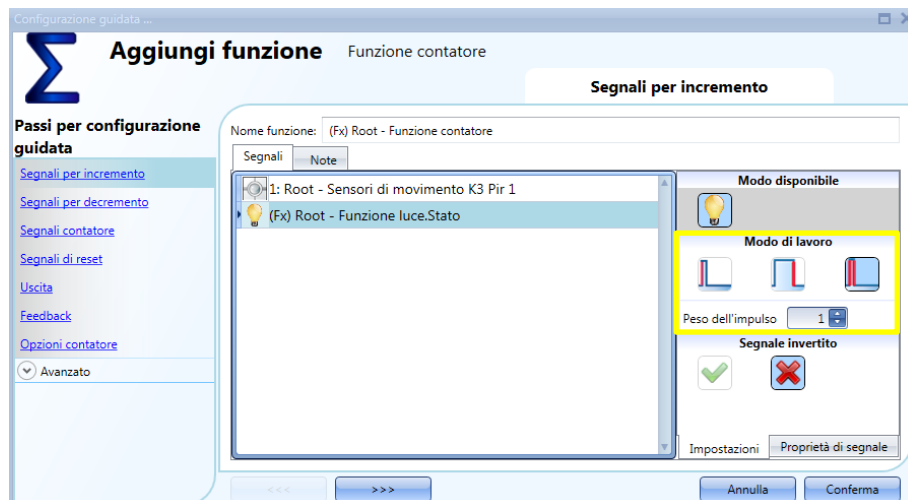 Configurazione guidata ...
Aggiungi funzione Funzione contatore
Segnali per incremento
Passi per configurazione
guidata
Segnali per incremento
Segnali per decremento
Segnali contatore
Segnali di reset
Uscita
Feedback
Opzioni contatore
Avanzato
Nome funzione: (Fx) Root - Funzione contatore
Segnali Note
1: Root - Sensori di movimento K3 Pir 1
(Fx) Root - Funzione luce.Stato
Modo disponibile
Modo di lavoro
Peso dell'impulso 1
Segnale invertito
Impostazioni Proprietà di segnale
<<< >>> Annulla Conferma